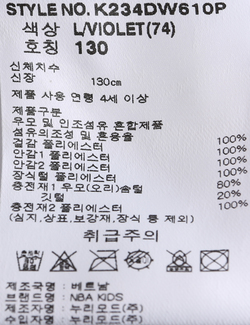 STYLE NO. K234DW610P
색상 L/VIOLET(74)
호칭 130
신체치수
신장 130cm
제품 사용 연령 4세 이상
제품구분
우모 및 인조섬유 혼합제품
섬유의조성 및 혼용율
겉감 폴리에스터 100%
안감1 폴리에스터 100%
안감2 폴리에스터 100%
장식털 폴리에스터 100%
충전재1 우모(오리)솜털 80%
깃털 20%
충전재2 폴리에스터 100%
(심지, 상표, 보강재, 장식 등 제외)
취급주의
제조국명 : 베트남
브랜드명 : NBA KIDS
제조자명 : 누리모드(주)
수입자명 : 누리모드(주)